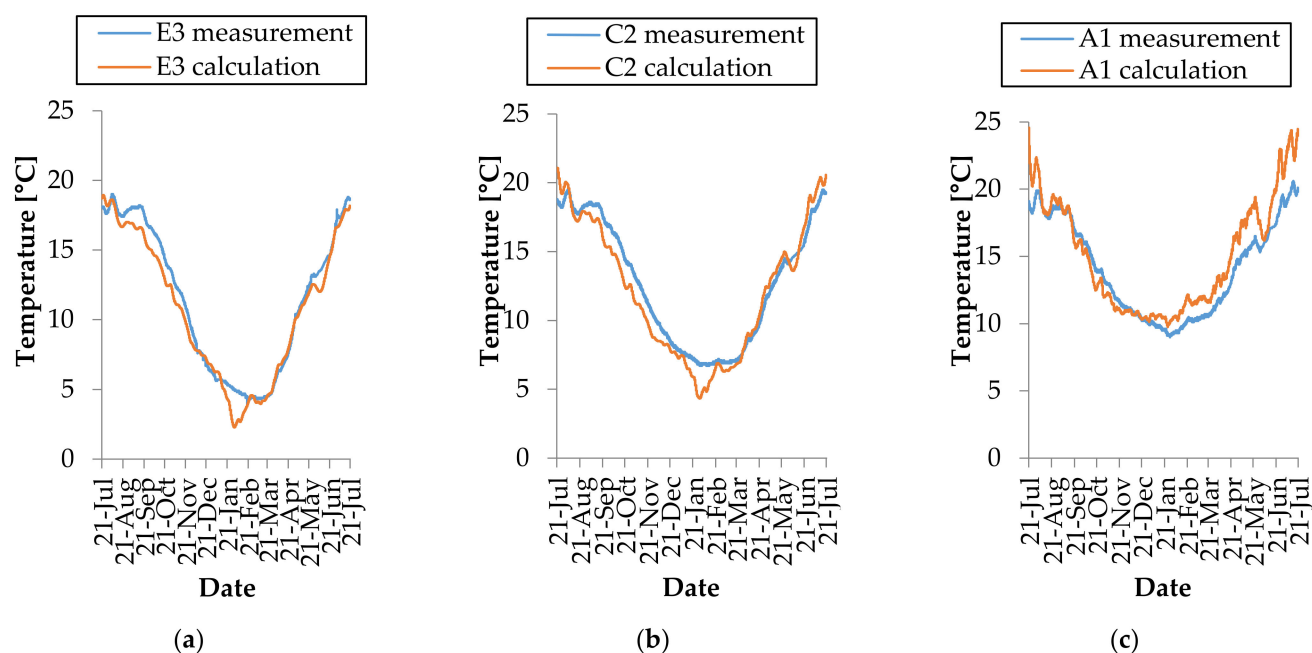 E3 measurement
E3 calculation
25
20
15
10
5
0
Temperature [°C]
21-Jul
21-Aug
21-Sep
21-Oct
21-Nov
21-Dec
21-Jan
21-Feb
21-Mar
21-Apr
21-May
21-Jun
21-Jul
Date
(a)
C2 measurement
C2 calculation
25
20
15
10
5
0
Temperature [°C]
21-Jul
21-Aug
21-Sep
21-Oct
21-Nov
21-Dec
21-Jan
21-Feb
21-Mar
21-Apr
21-May
21-Jun
21-Jul
Date
(b)
A1 measurement
A1 calculation
25
20
15
10
5
0
Temperature [°C]
21-Jul
21-Aug
21-Sep
21-Oct
21-Nov
21-Dec
21-Jan
21-Feb
21-Mar
21-Apr
21-May
21-Jun
21-Jul
Date
(c)